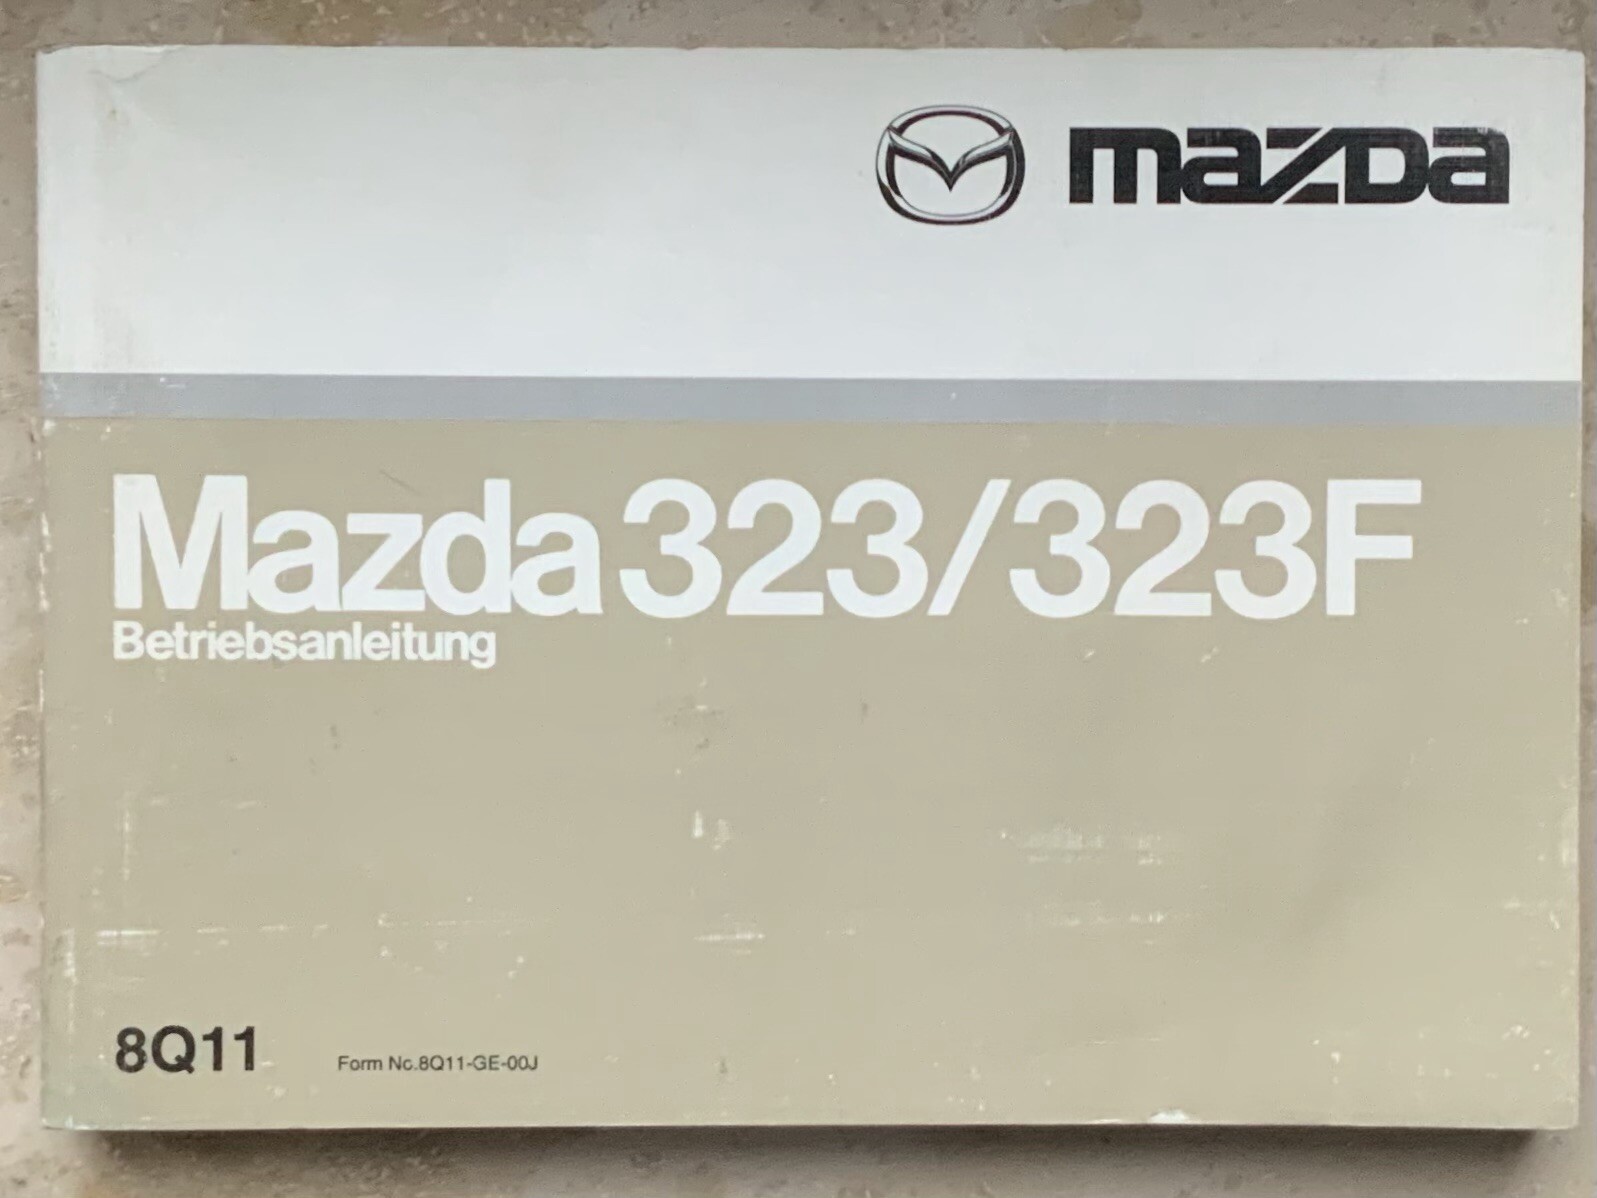 mazda
Mazda 323/323F
Betriebsanleitung
8Q11
Form No.8Q11-GE-00J